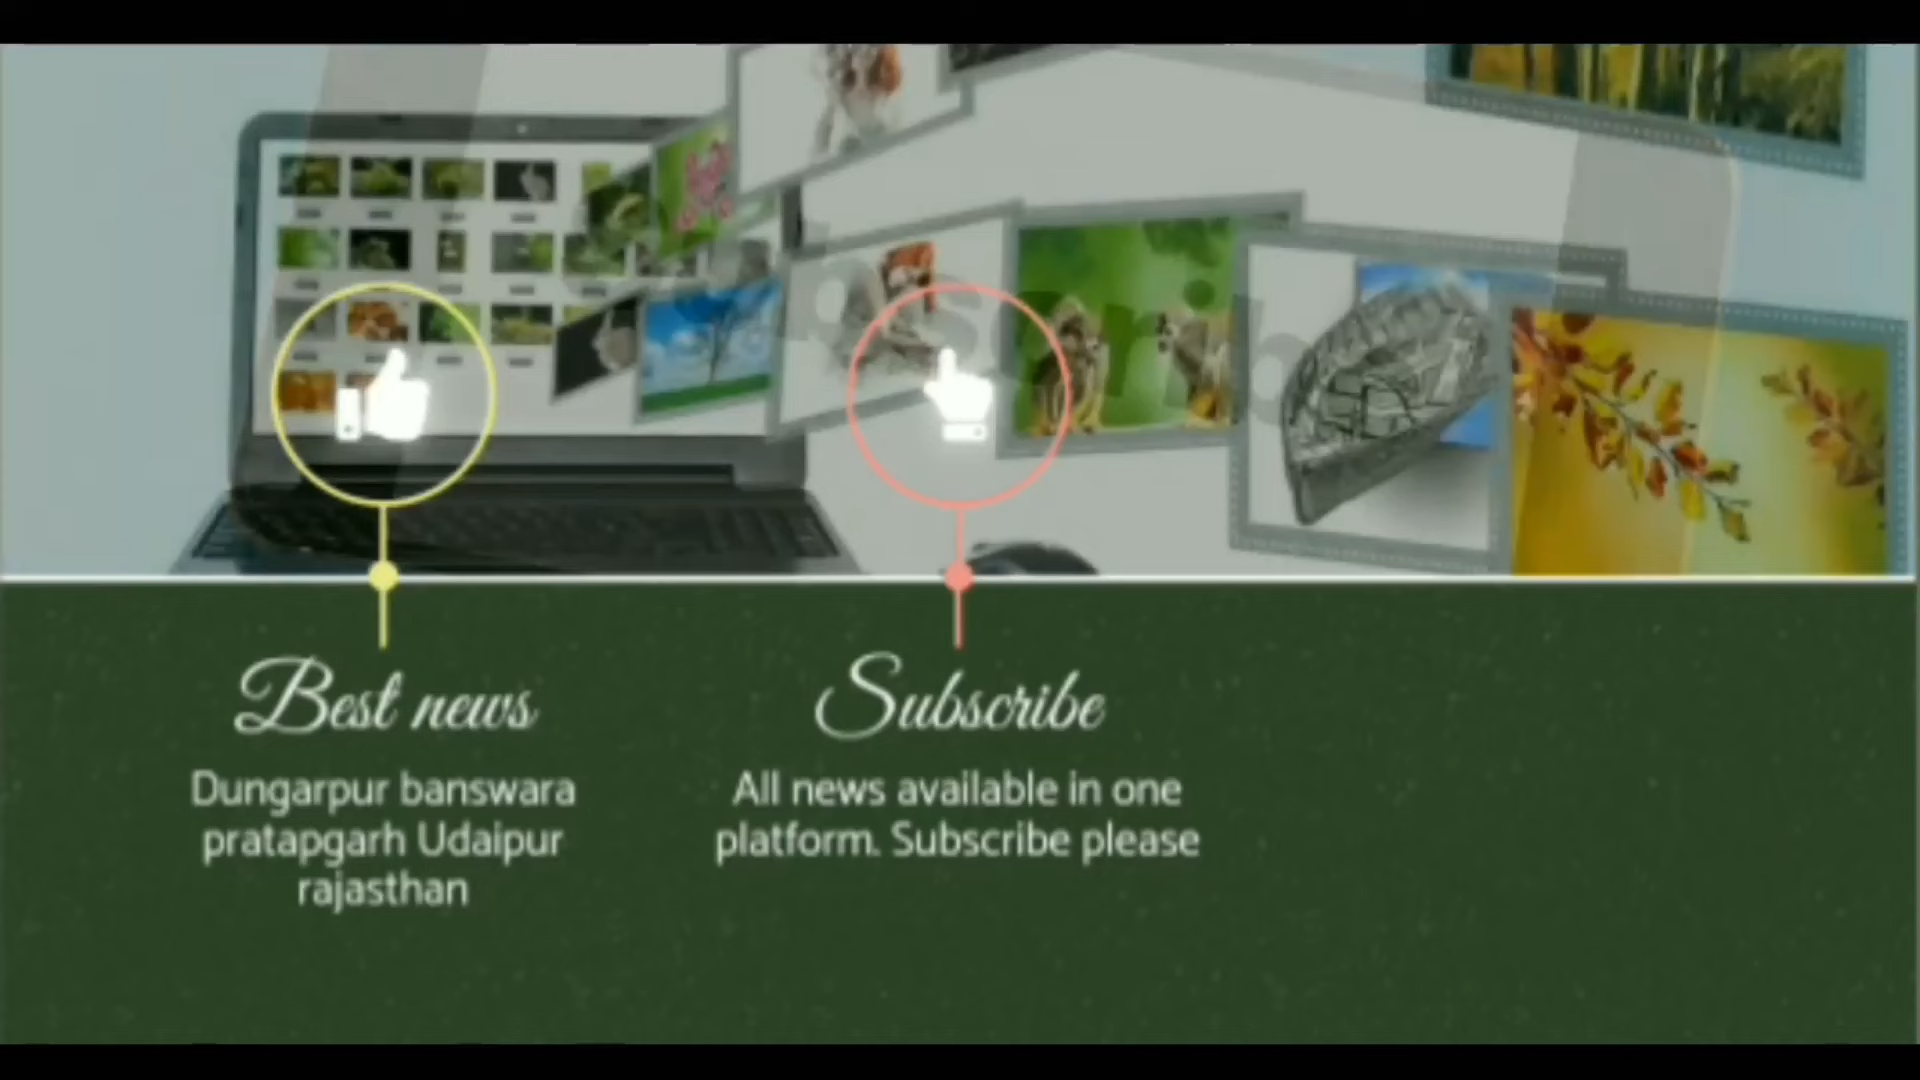 Best news
Dungarpur banswara
pratapgarh Udaipur
rajasthan
Subscribe
All news available in one
platform. Subscribe please